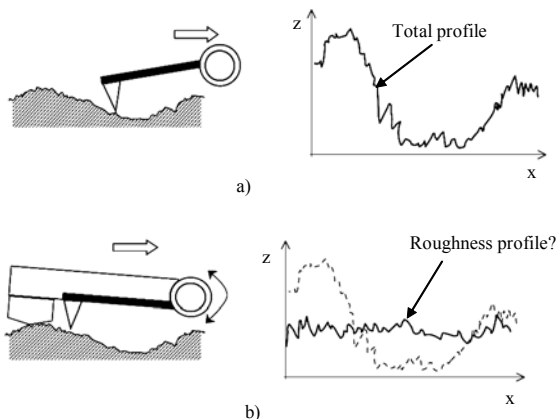 z
Total profile
x
a)
z
Roughness profile?
x
b)